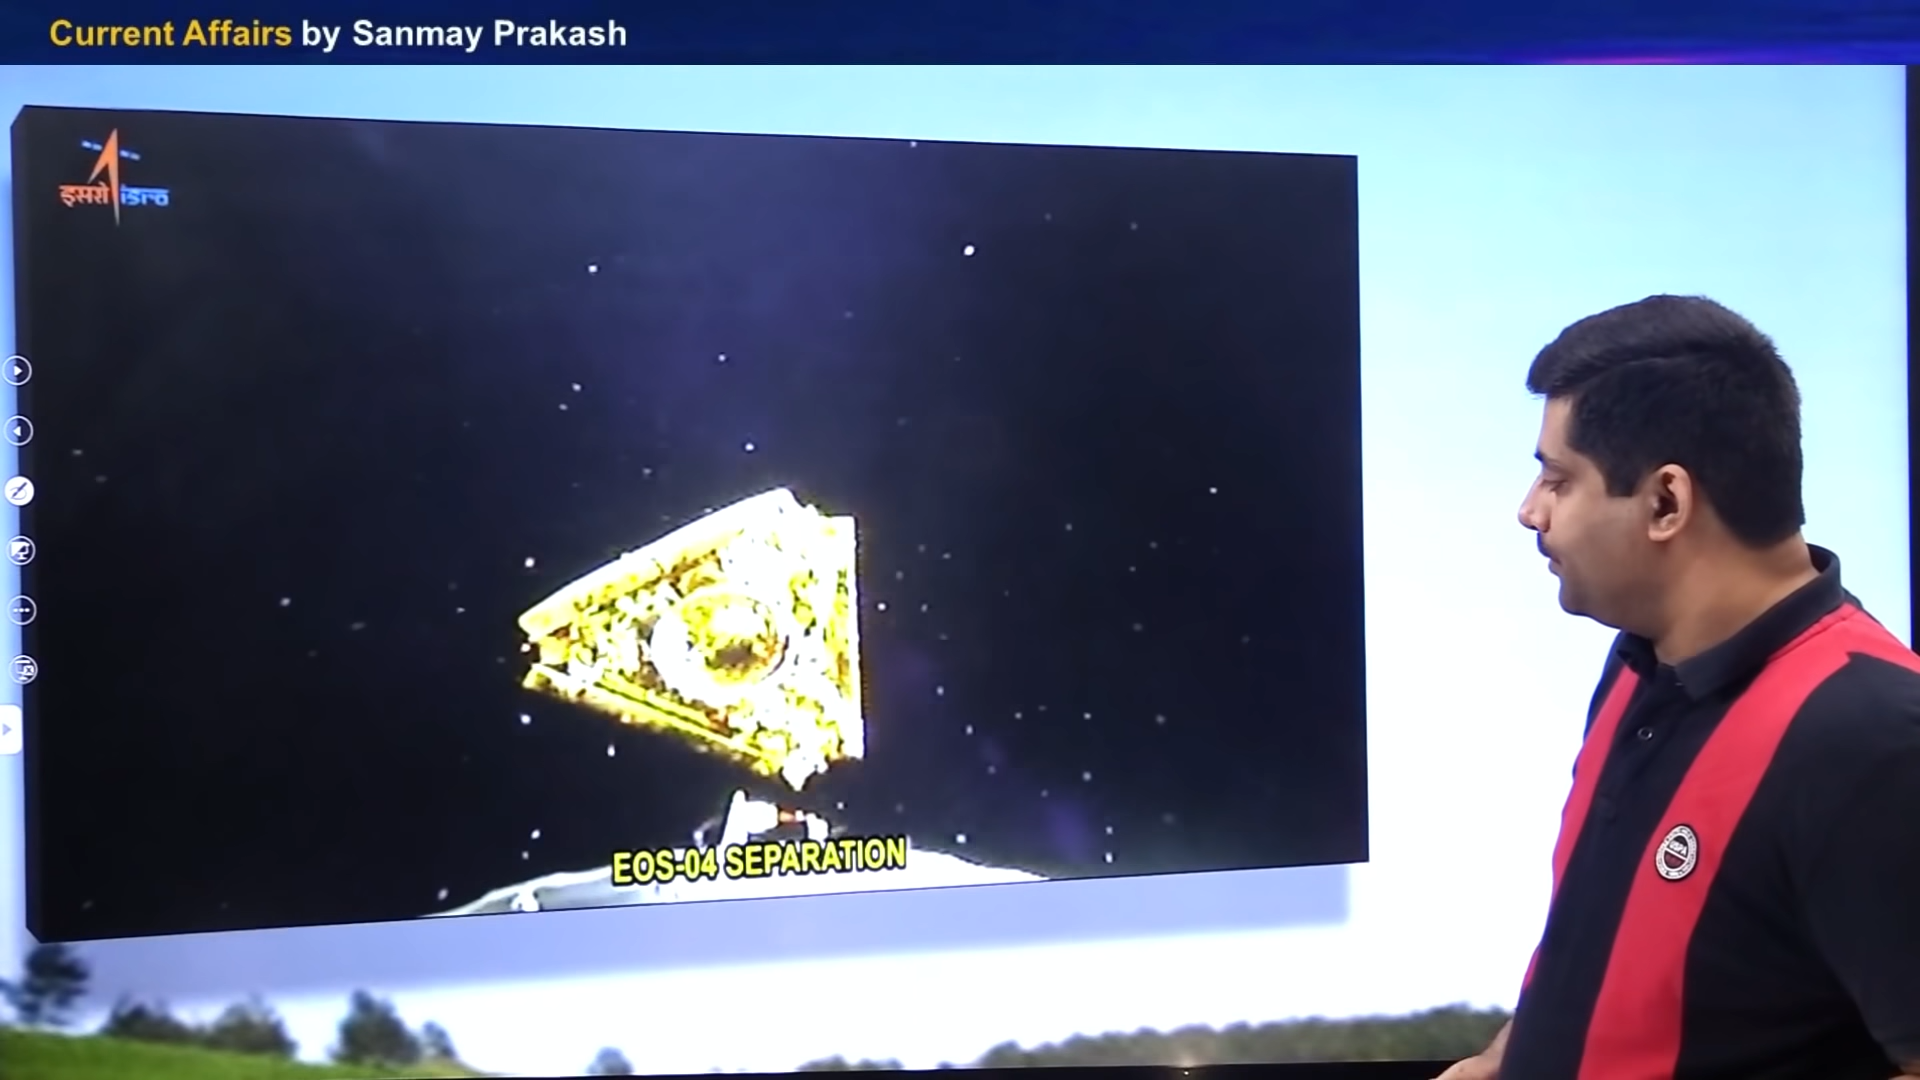 Current Affairs by Sanmay Prakash
इसरो isro
EOS-04 SEPARATION